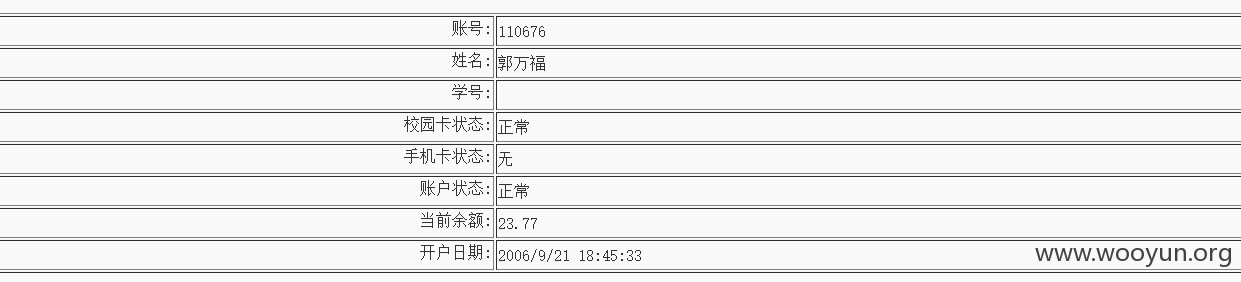 账号: 110676
姓名: 郭万福
学号:
校园卡状态: 正常
手机卡状态: 无
账户状态: 正常
当前余额: 23.77
开户日期: 2006/9/21 18:45:33
www.wooyun.org